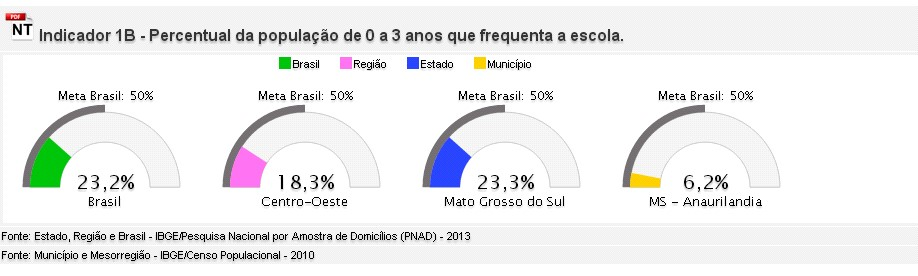 PDF
NT
Indicador 1B - Percentual da população de 0 a 3 anos que frequenta a escola.
Brasil Região Estado Município
Meta Brasil: 50% Meta Brasil: 50% Meta Brasil: 50% Meta Brasil: 50%
23,2% 18,3% 23,3% 6,2%
Brasil Centro-Oeste Mato Grosso do Sul MS - Anaurilandia
Fonte: Estado, Região e Brasil - IBGE/Pesquisa Nacional por Amostra de Domicílios (PNAD) - 2013
Fonte: Município e Mesorregião - IBGE/Censo Populacional - 2010